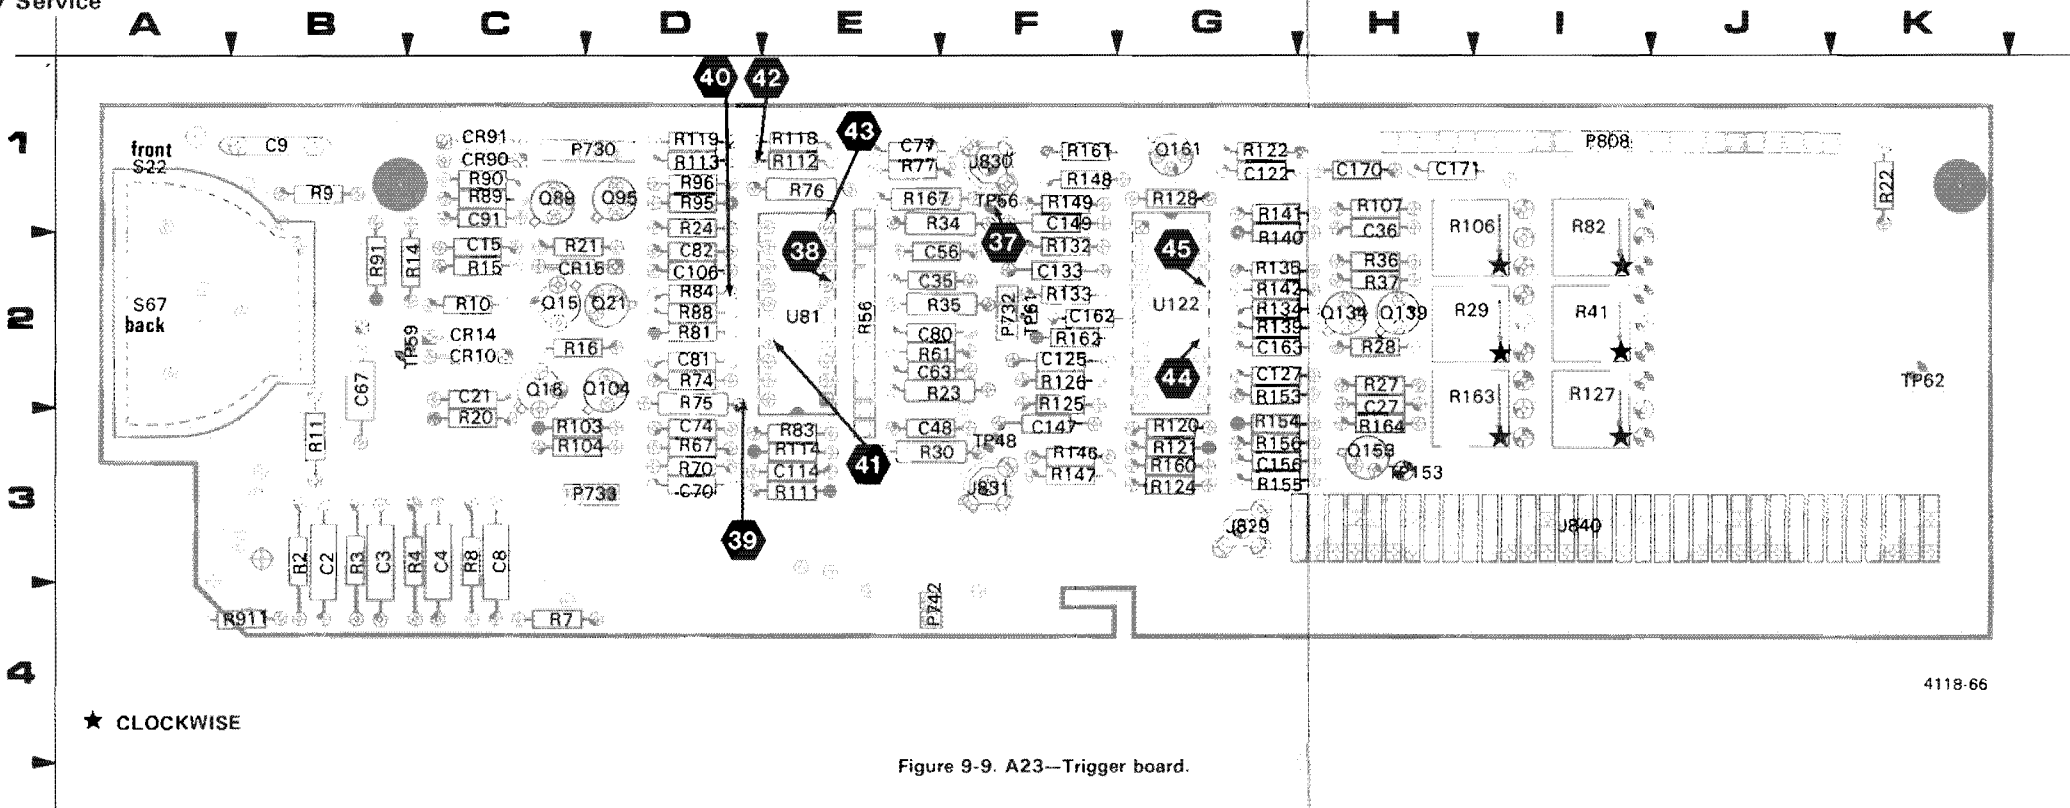 Service
A B C D E F G H I J K
40 42
1
front
S22
C9
CR91
P730
R119
R118
43
C77
J830
R161
Q161
R122
P808
CR90
R113
R112
R77
C122
C170
C171
R9
R90
R89
Q89
Q95
R96
R95
R76
R167
TP56
R148
R149
R128
R141
R107
R22
C91
R24
R34
C149
R140
C36
R106
R82
R91
R14
C15
R21
C82
38
C56
37
R132
45
R15
CR15
C106
C35
C133
R135
R36
R37
2
S67
back
R10
Q15
Q21
R84
R88
R81
U81
R56
R35
P732
TP61
R133
C162
R162
U122
R142
R134
R139
C163
Q134
Q139
R29
R41
TP59
CR14
CR10
R16
C80
R61
C63
C125
R28
C67
Q16
Q104
C81
R74
R75
R23
R126
R125
44
C127
R153
R27
C27
R163
R127
TP62
C21
R20
R11
R103
R104
C74
R67
R70
C70
R83
R114
C114
R111
41
C48
R30
TP48
C147
R146
R147
R120
R121
R160
R124
R154
R156
C156
R155
R164
Q153
3
P733
39
J831
J829
J840
R2 C2 R3 C3 R4 C4 R8 C8
R911
R7
P742
4
4118-66
★ CLOCKWISE
Figure 9-9. A23—Trigger board.